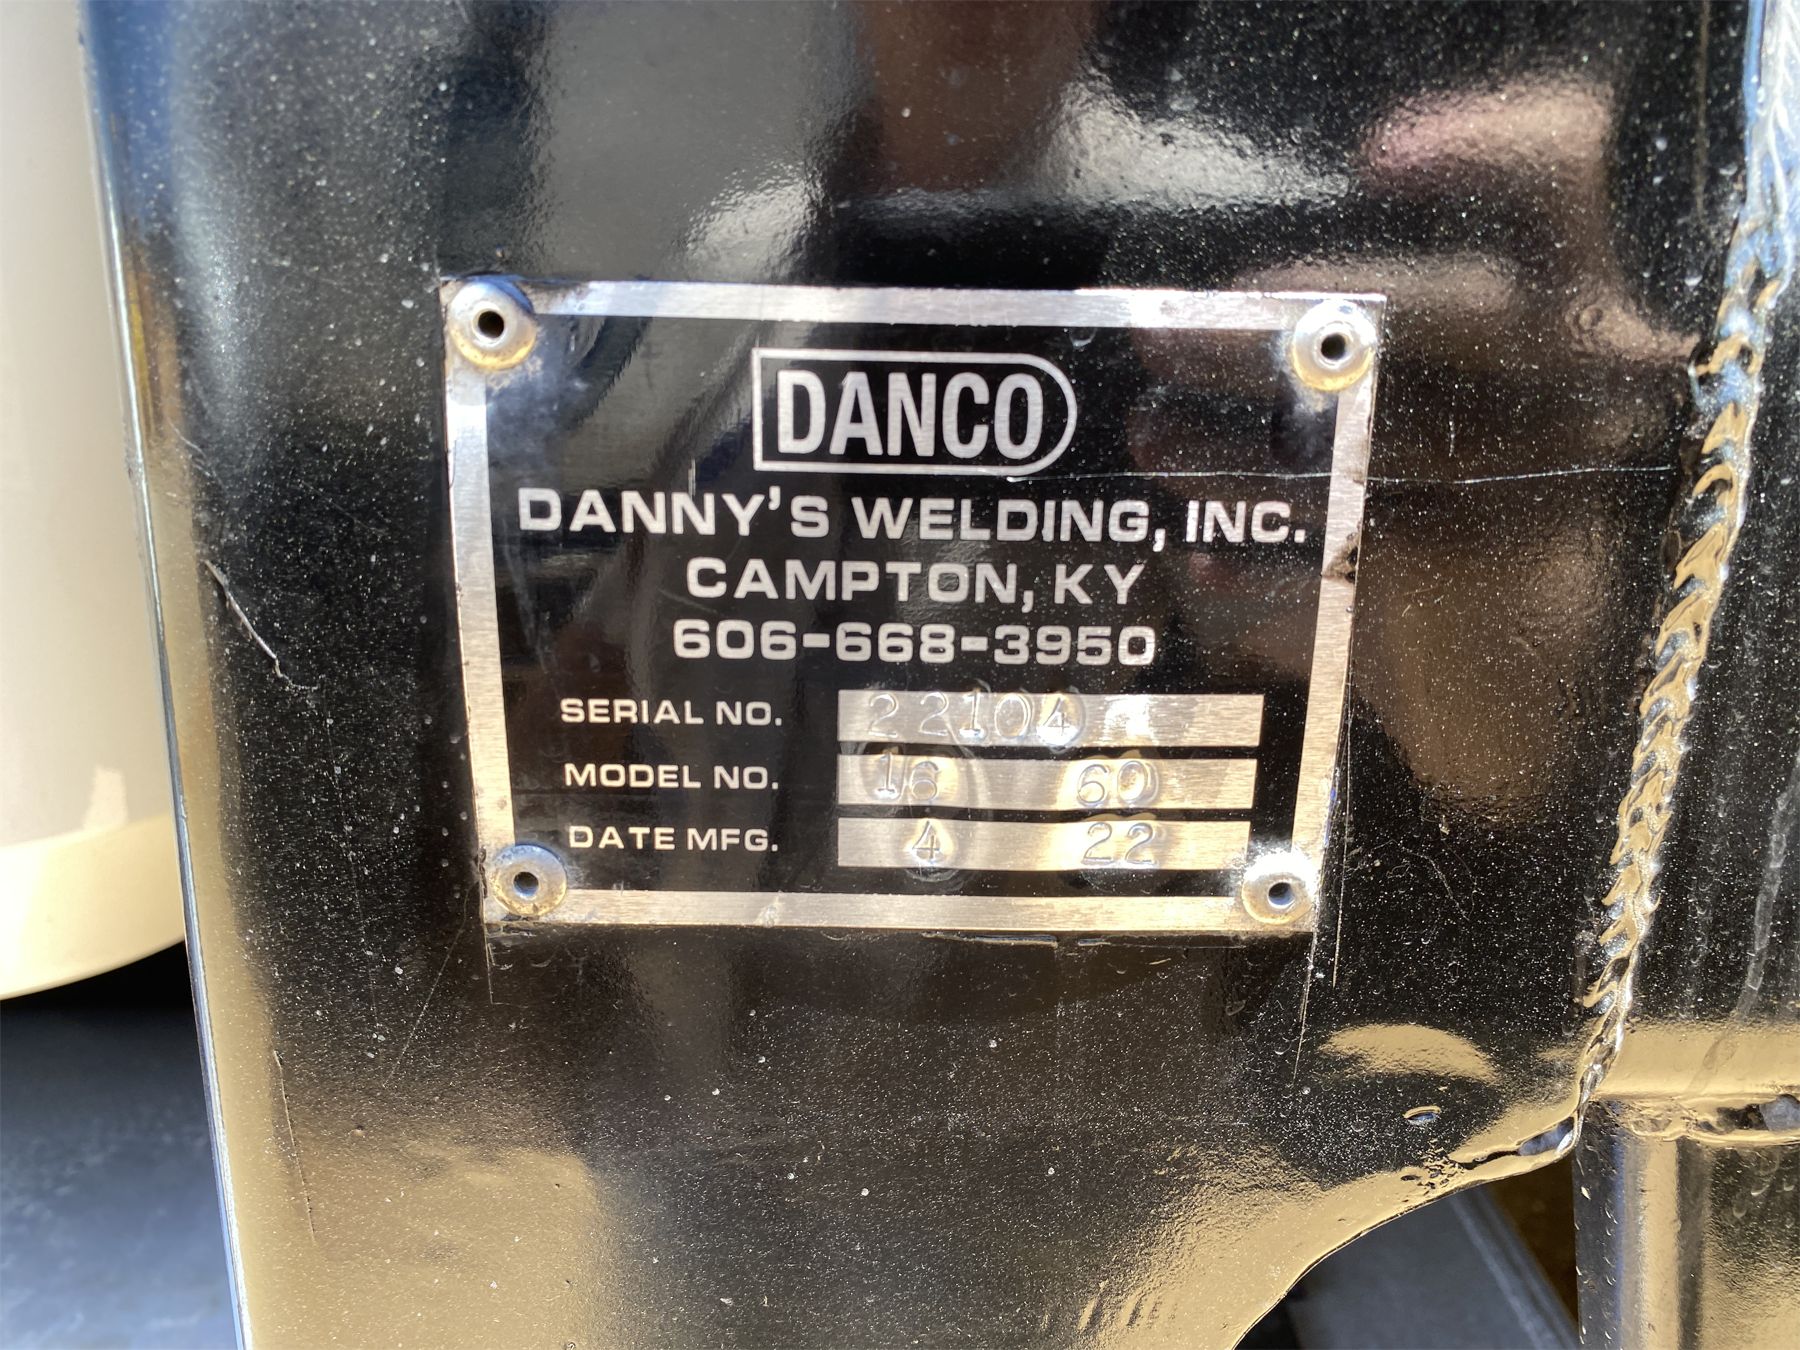 DANCO
DANNY'S WELDING, INC.
CAMPTON, KY
606-668-3950
SERIAL NO. 22104
MODEL NO. 16 60
DATE MFG. 4 22